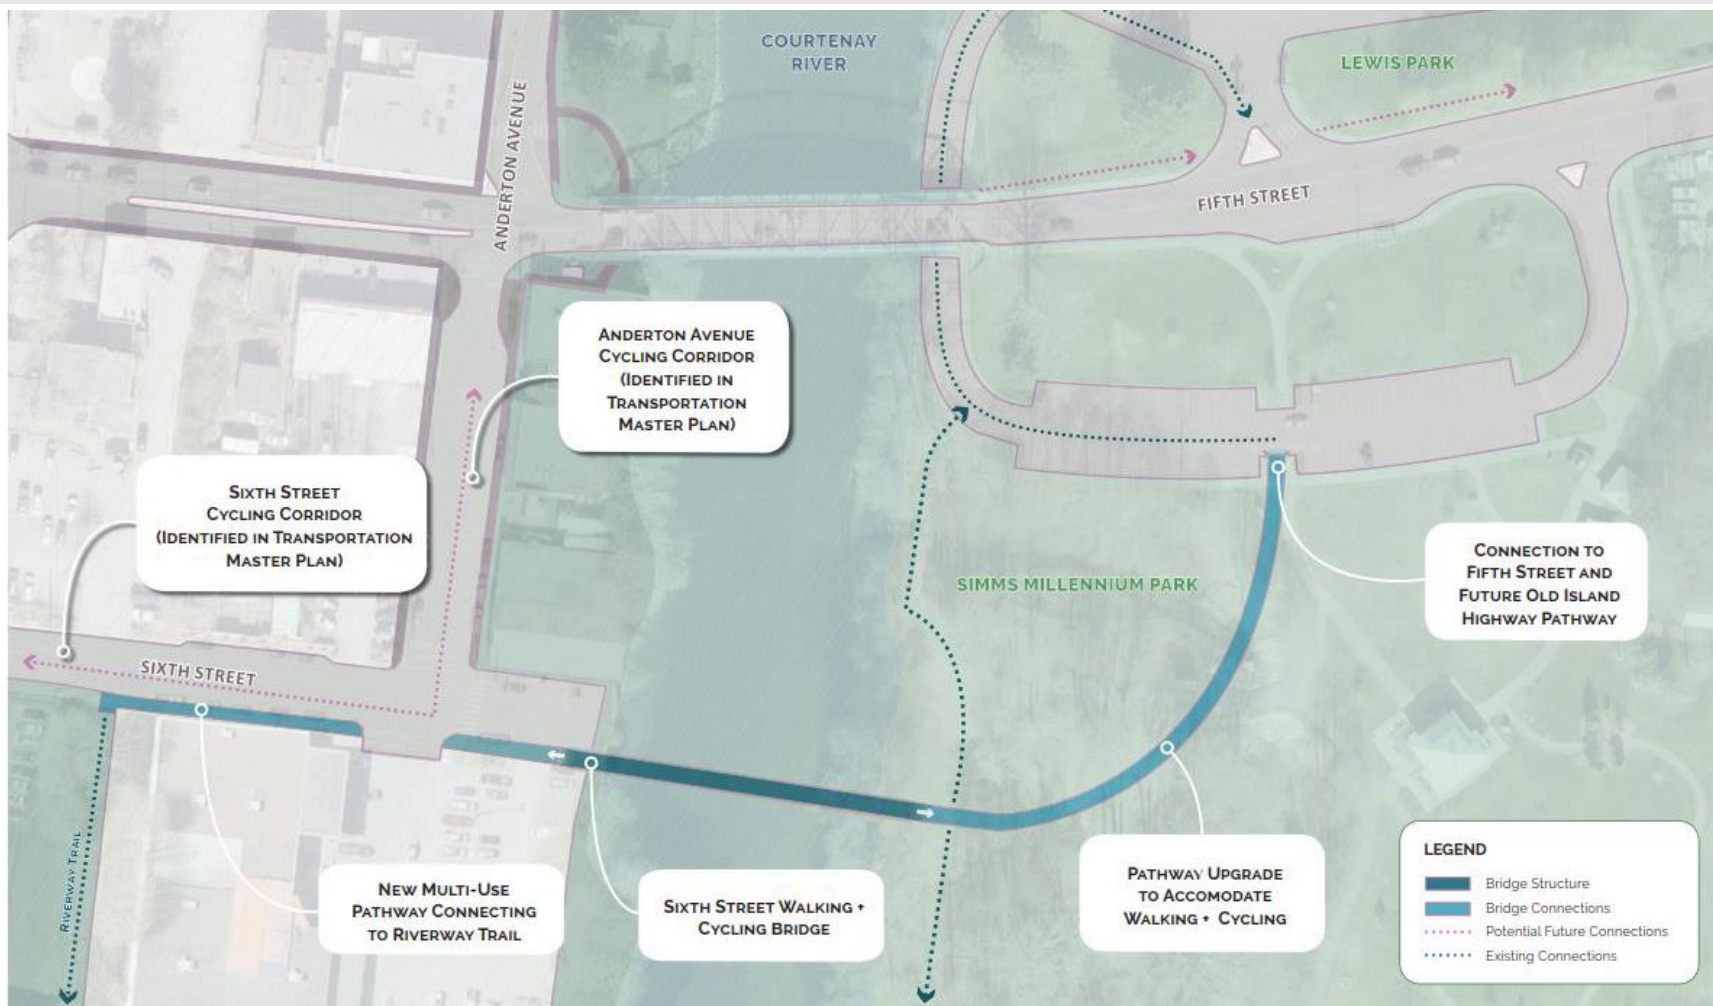 COURTENAY
RIVER
LEWIS PARK
ANDERTON AVENUE
FIFTH STREET
ANDERTON AVENUE
CYCLING CORRIDOR
(IDENTIFIED IN
TRANSPORTATION
MASTER PLAN)
SIXTH STREET
CYCLING CORRIDOR
(IDENTIFIED IN TRANSPORTATION
MASTER PLAN)
CONNECTION TO
FIFTH STREET AND
FUTURE OLD ISLAND
HIGHWAY PATHWAY
SIMMS MILLENNIUM PARK
SIXTH STREET
RIVERWAY TRAIL
NEW MULTI-USE
PATHWAY CONNECTING
TO RIVERWAY TRAIL
SIXTH STREET WALKING +
CYCLING BRIDGE
PATHWAY UPGRADE
TO ACCOMODATE
WALKING + CYCLING
LEGEND
Bridge Structure
Bridge Connections
Potential Future Connections
Existing Connections